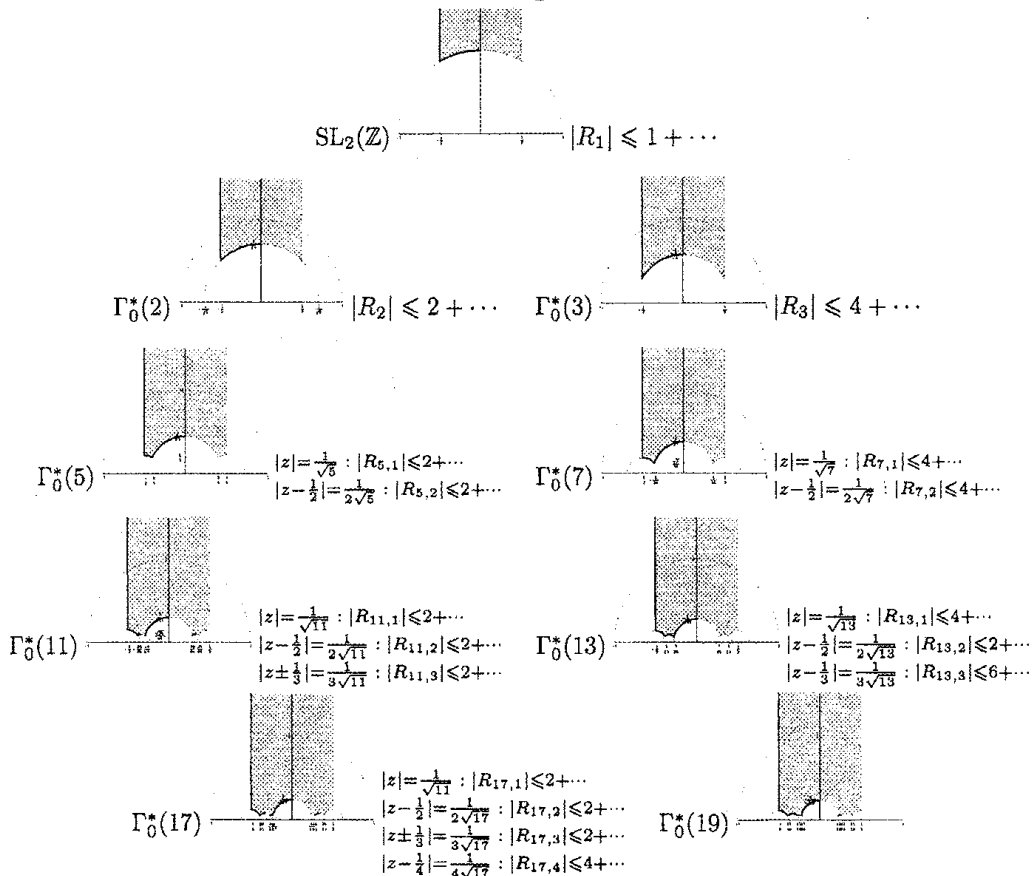 SL₂(ℤ) |R₁| ⩽ 1 + ⋯
Γ₀*(2) |R₂| ⩽ 2 + ⋯
Γ₀*(3) |R₃| ⩽ 4 + ⋯
Γ₀*(5)
|z|=1/√5 : |R₅,₁|⩽2+⋯
|z−1/2|=1/(2√5) : |R₅,₂|⩽2+⋯
Γ₀*(7)
|z|=1/√7 : |R₇,₁|⩽4+⋯
|z−1/2|=1/(2√7) : |R₇,₂|⩽4+⋯
Γ₀*(11)
|z|=1/√11 : |R₁₁,₁|⩽2+⋯
|z−1/2|=1/(2√11) : |R₁₁,₂|⩽2+⋯
|z±1/3|=1/(3√11) : |R₁₁,₃|⩽2+⋯
Γ₀*(13)
|z|=1/√13 : |R₁₃,₁|⩽4+⋯
|z−1/2|=1/(2√13) : |R₁₃,₂|⩽2+⋯
|z−1/3|=1/(3√13) : |R₁₃,₃|⩽6+⋯
Γ₀*(17)
|z|=1/√11 : |R₁₇,₁|⩽2+⋯
|z−1/2|=1/(2√17) : |R₁₇,₂|⩽2+⋯
|z±1/3|=1/(3√17) : |R₁₇,₃|⩽2+⋯
|z−1/4|=1/(4√17) : |R₁₇,₄|⩽4+⋯
Γ₀*(19)